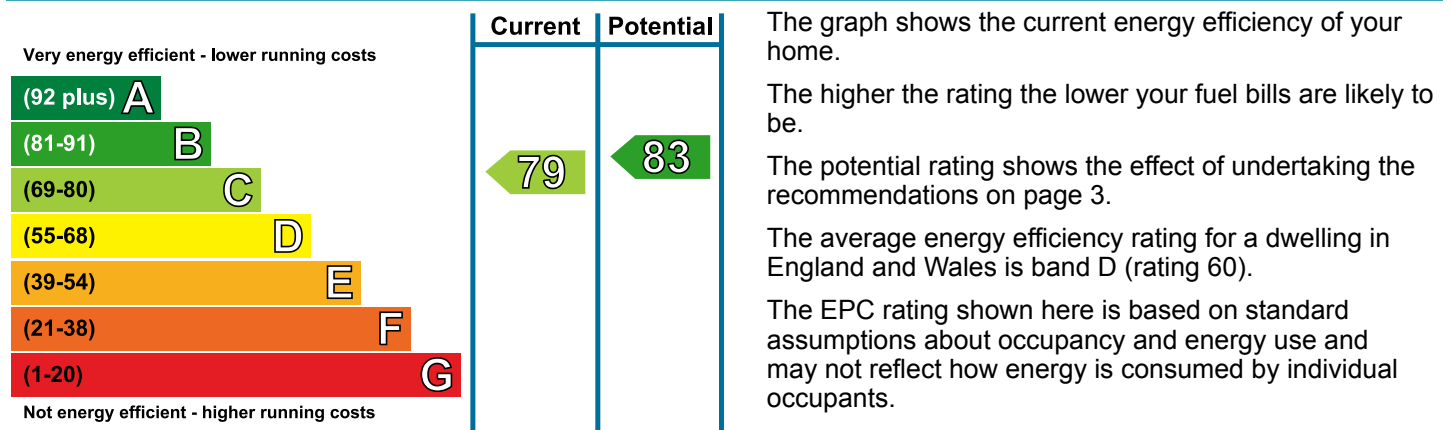 Current Potential
Very energy efficient - lower running costs
(92 plus) A
(81-91) B
(69-80) C
(55-68) D
(39-54) E
(21-38) F
(1-20) G
Not energy efficient - higher running costs
79
83
The graph shows the current energy efficiency of your
home.
The higher the rating the lower your fuel bills are likely to
be.
The potential rating shows the effect of undertaking the
recommendations on page 3.
The average energy efficiency rating for a dwelling in
England and Wales is band D (rating 60).
The EPC rating shown here is based on standard
assumptions about occupancy and energy use and
may not reflect how energy is consumed by individual
occupants.